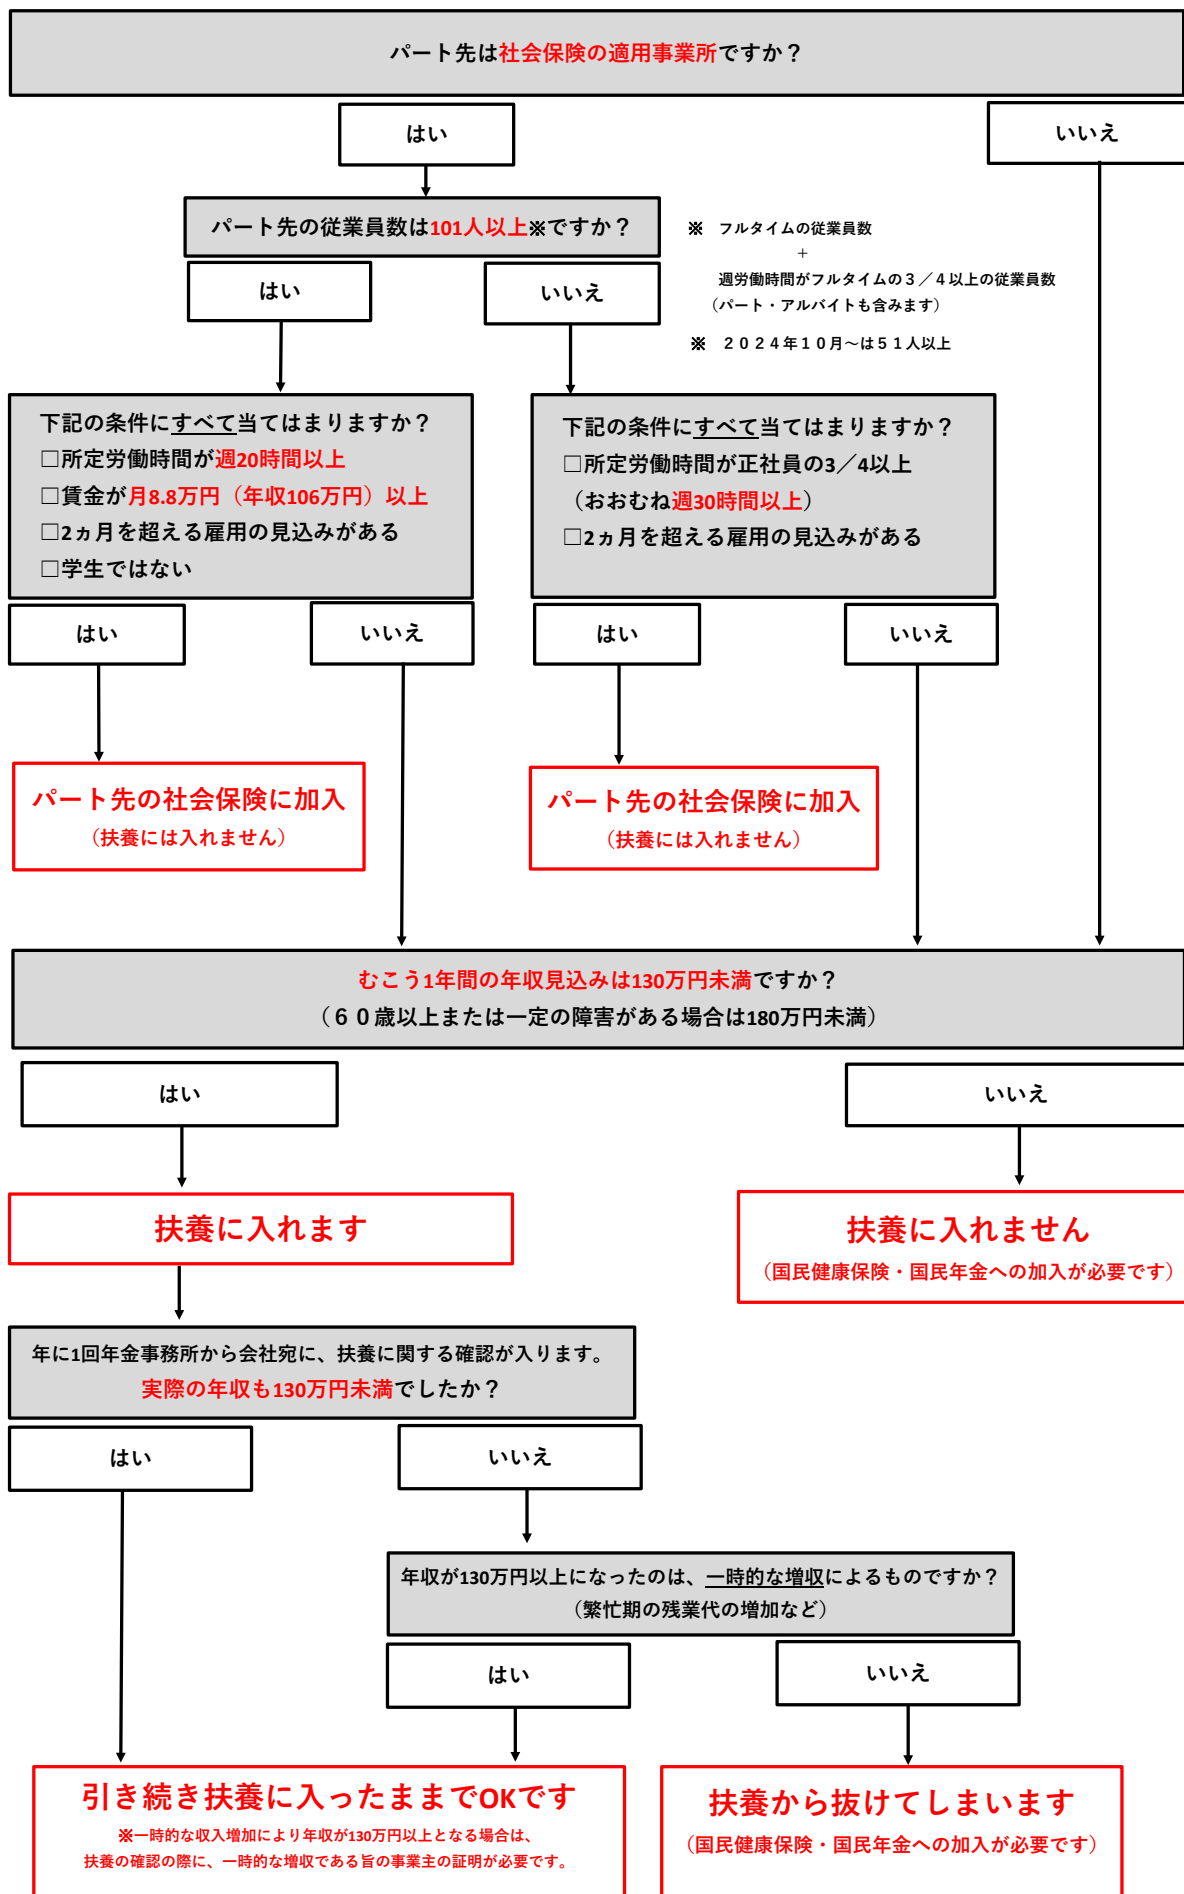 パート先は社会保険の適用事業所ですか？
はい
いいえ
パート先の従業員数は101人以上※ですか？
※　フルタイムの従業員数
＋
週労働時間がフルタイムの３／４以上の従業員数
（パート・アルバイトも含みます）
※　２０２４年１０月～は５１人以上
はい
いいえ
下記の条件にすべて当てはまりますか？
□所定労働時間が週20時間以上
□賃金が月8.8万円（年収106万円）以上
□2ヵ月を超える雇用の見込みがある
□学生ではない
下記の条件にすべて当てはまりますか？
□所定労働時間が正社員の3／4以上
（おおむね週30時間以上）
□2ヵ月を超える雇用の見込みがある
はい
いいえ
はい
いいえ
パート先の社会保険に加入
（扶養には入れません）
パート先の社会保険に加入
（扶養には入れません）
むこう1年間の年収見込みは130万円未満ですか？
（６０歳以上または一定の障害がある場合は180万円未満）
はい
いいえ
扶養に入れます
扶養に入れません
（国民健康保険・国民年金への加入が必要です）
年に1回年金事務所から会社宛に、扶養に関する確認が入ります。
実際の年収も130万円未満でしたか？
はい
いいえ
年収が130万円以上になったのは、一時的な増収によるものですか？
（繁忙期の残業代の増加など）
はい
いいえ
引き続き扶養に入ったままでOKです
※一時的な収入増加により年収が130万円以上となる場合は、
扶養の確認の際に、一時的な増収である旨の事業主の証明が必要です。
扶養から抜けてしまいます
（国民健康保険・国民年金への加入が必要です）